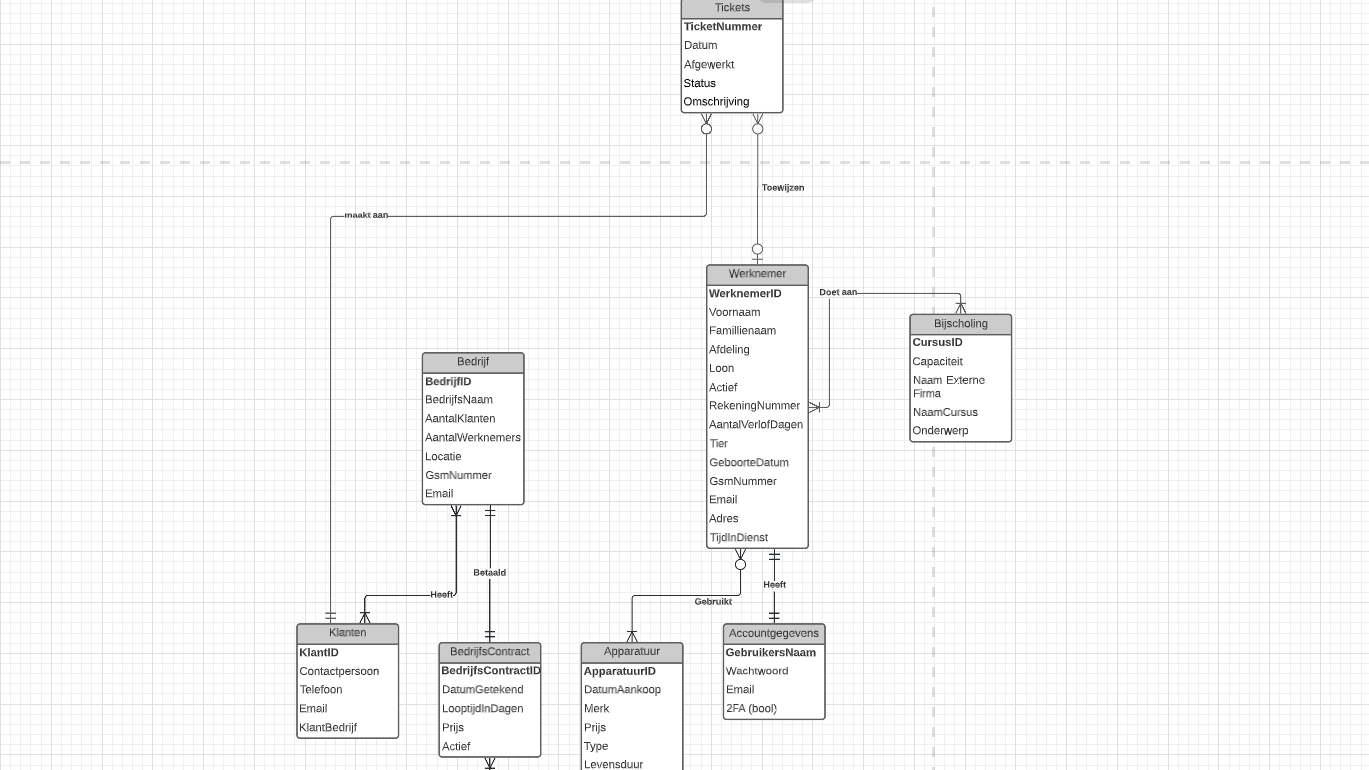 Tickets
TicketNummer
Datum
Afgewerkt
Status
Omschrijving
Toewijzen
maakt aan
Werknemer
WerknemerID
Voornaam
Famillienaam
Afdeling
Loon
Actief
RekeningNummer
AantalVerlofDagen
Tier
GeboorteDatum
GsmNummer
Email
Adres
TijdInDienst
Doet aan
Bijscholing
CursusID
Capaciteit
Naam Externe
Firma
NaamCursus
Onderwerp
Bedrijf
BedrijfID
BedrijfsNaam
AantalKlanten
AantalWerknemers
Locatie
GsmNummer
Email
Heeft
Betaald
Gebruikt
Heeft
Klanten
KlantID
Contactpersoon
Telefoon
Email
KlantBedrijf
BedrijfsContract
BedrijfsContractID
DatumGetekend
LooptijdInDagen
Prijs
Actief
Apparatuur
ApparatuurID
DatumAankoop
Merk
Prijs
Type
Levensduur
Accountgegevens
GebruikersNaam
Wachtwoord
Email
2FA (bool)